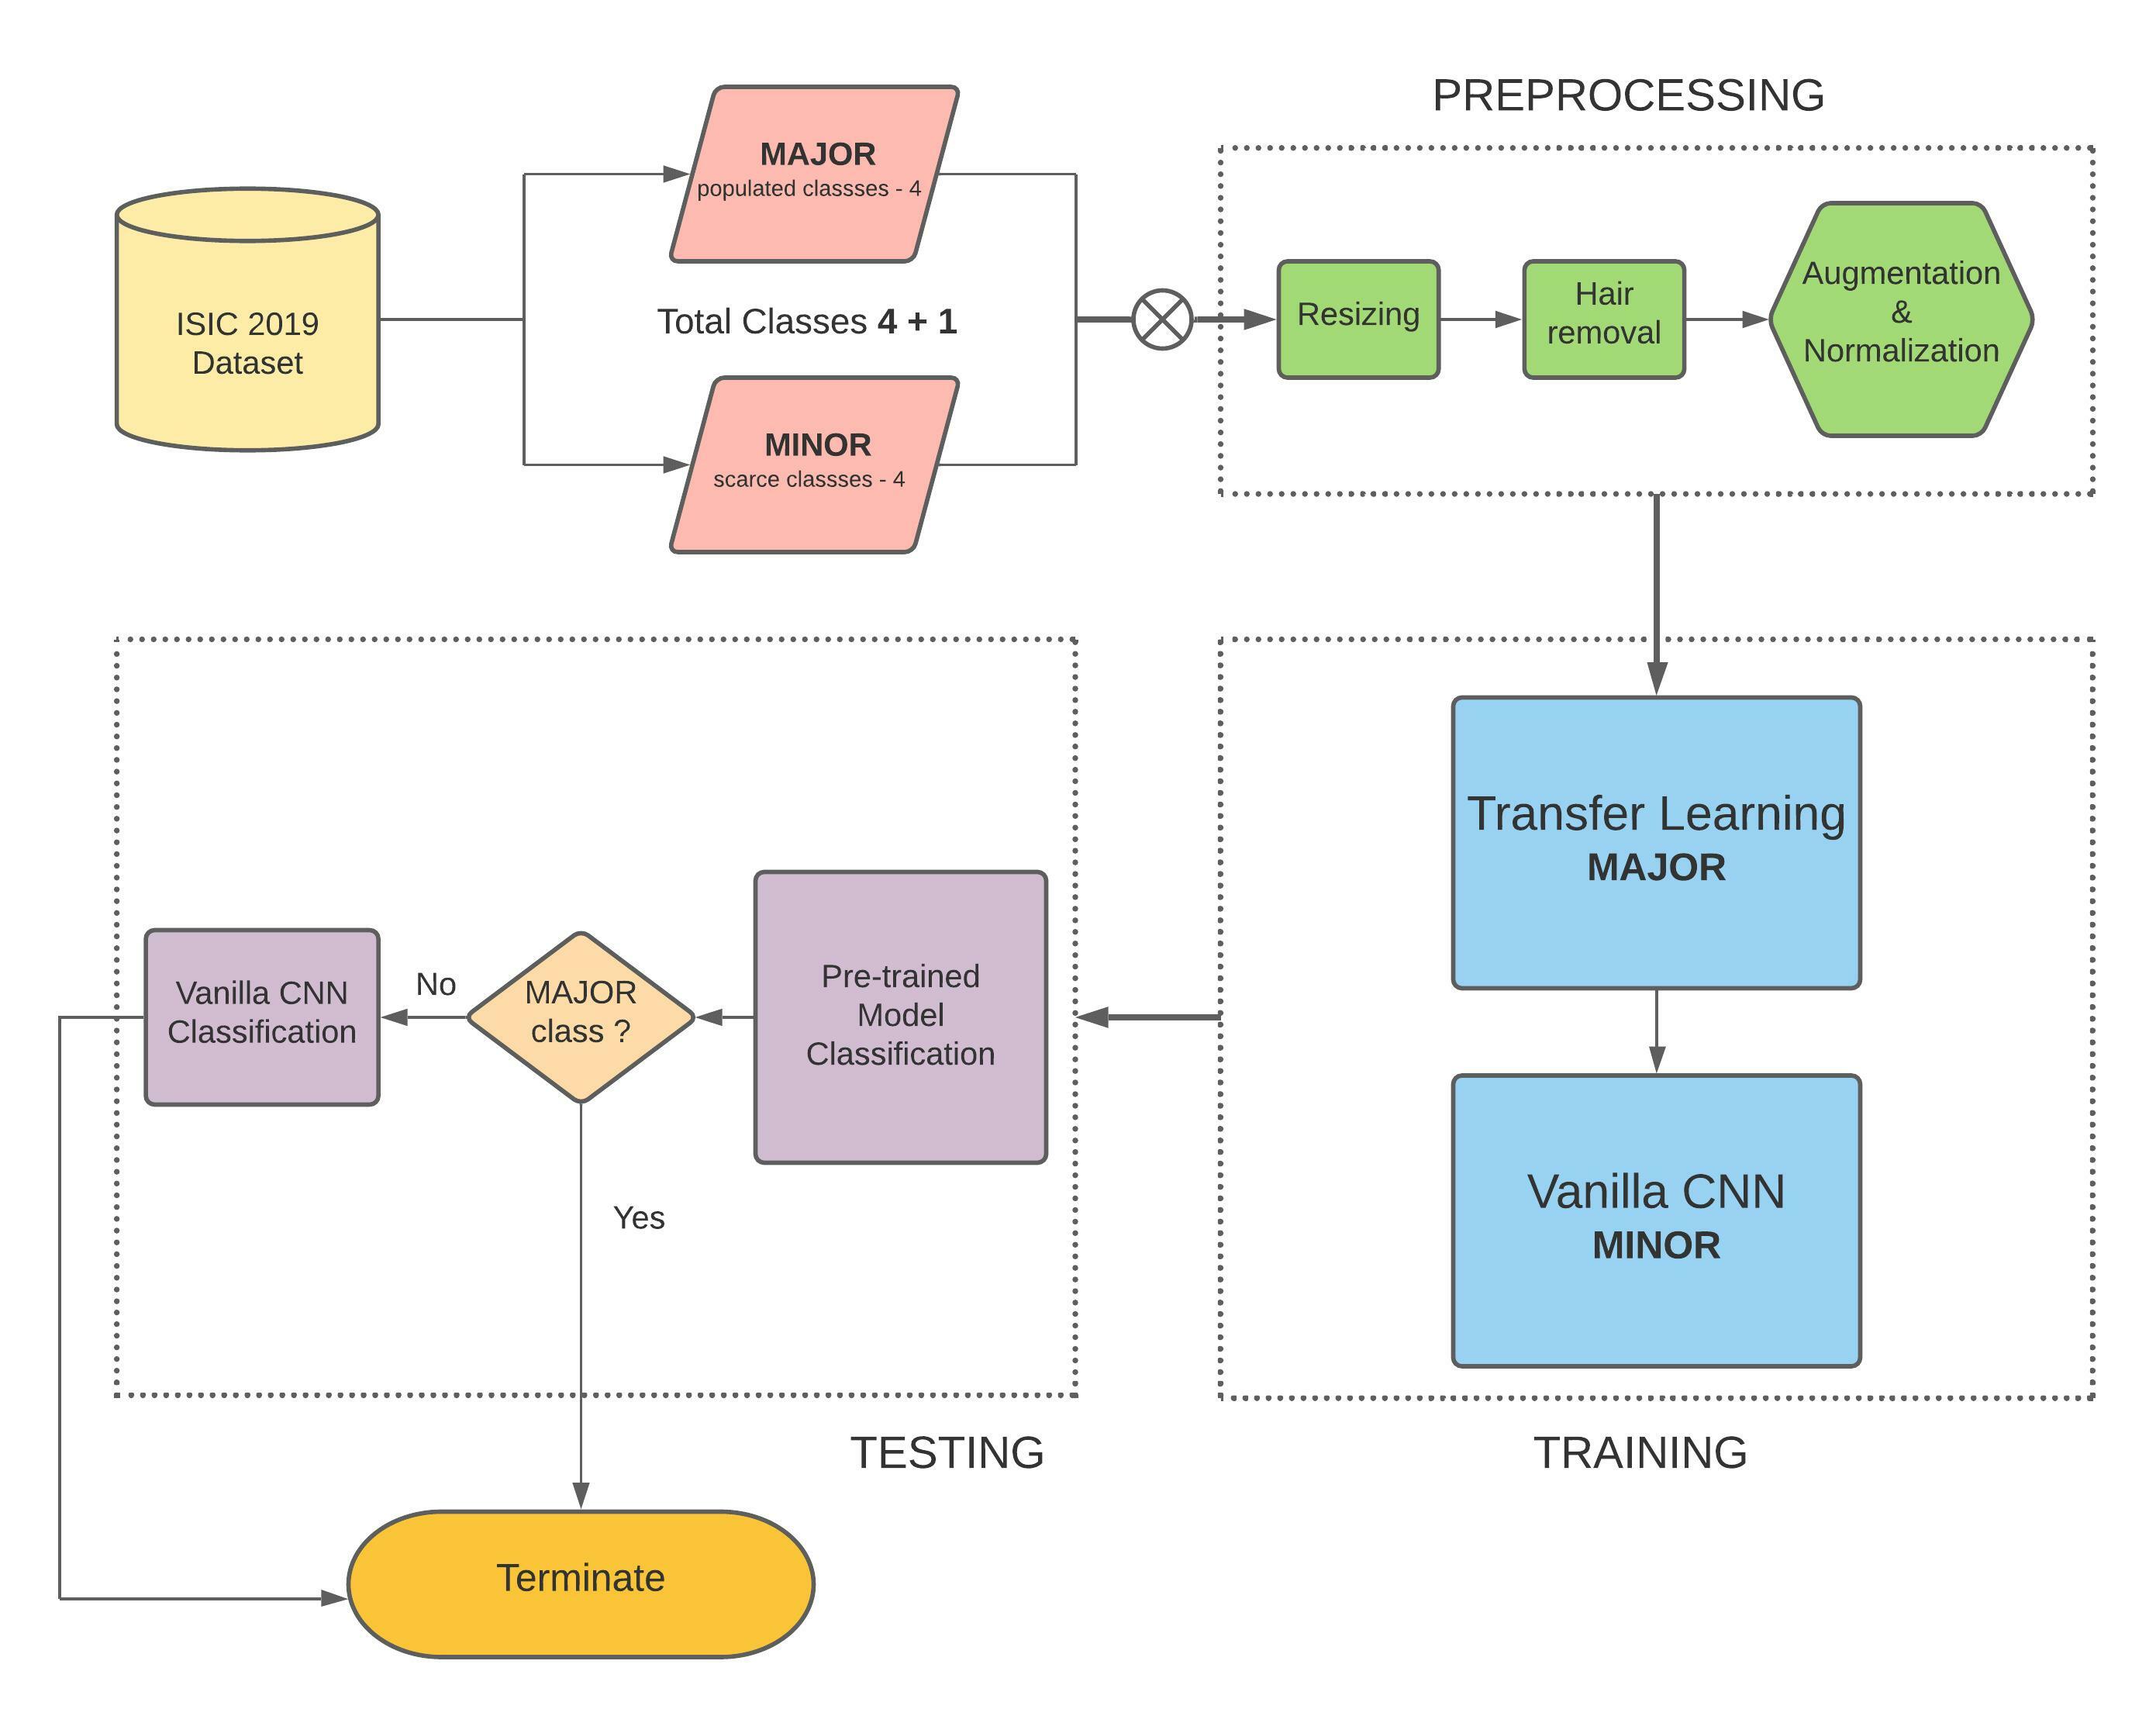 PREPROCESSING
MAJOR
populated classses - 4
ISIC 2019
Dataset
Total Classes 4 + 1
MINOR
scarce classses - 4
Resizing
Hair
removal
Augmentation
&
Normalization
Transfer Learning
MAJOR
Vanilla CNN
MINOR
TRAINING
Pre-trained
Model
Classification
MAJOR
class ?
No
Vanilla CNN
Classification
Yes
TESTING
Terminate